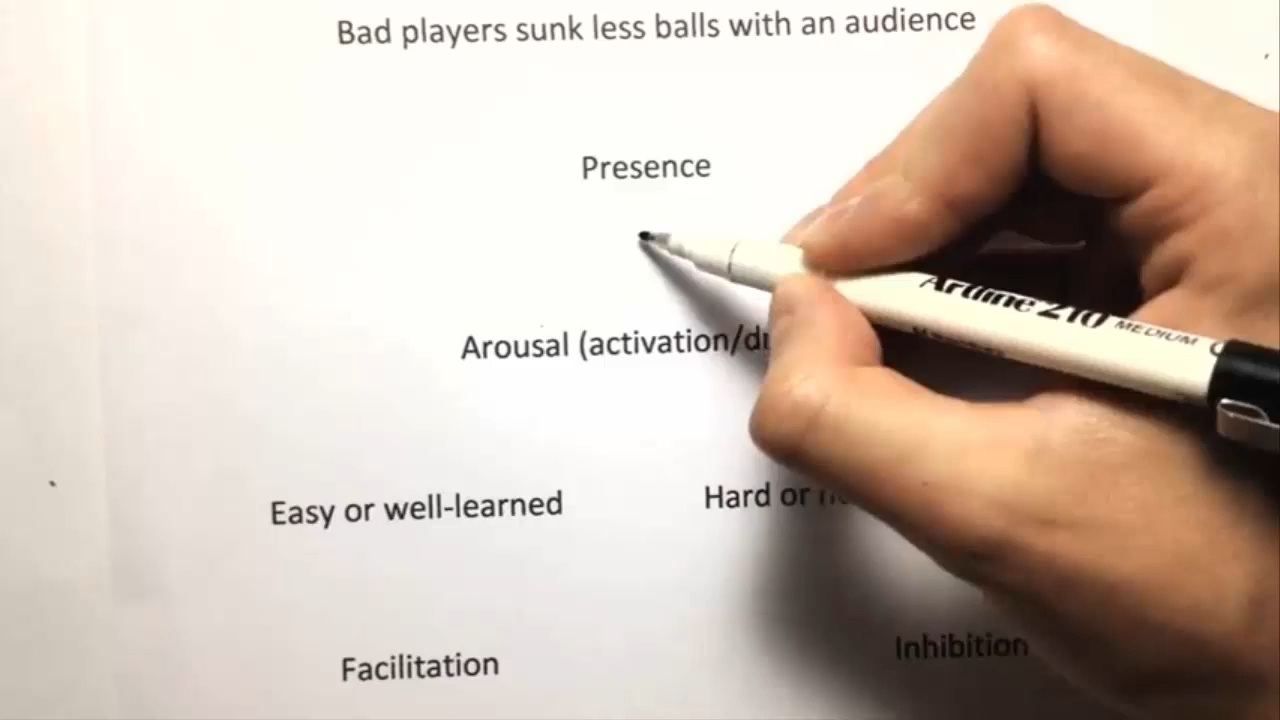 Bad players sunk less balls with an audience
Presence
Arousal (activation/d
Easy or well-learned
Hard or
Facilitation
Inhibition
Artline 210 MEDIUM